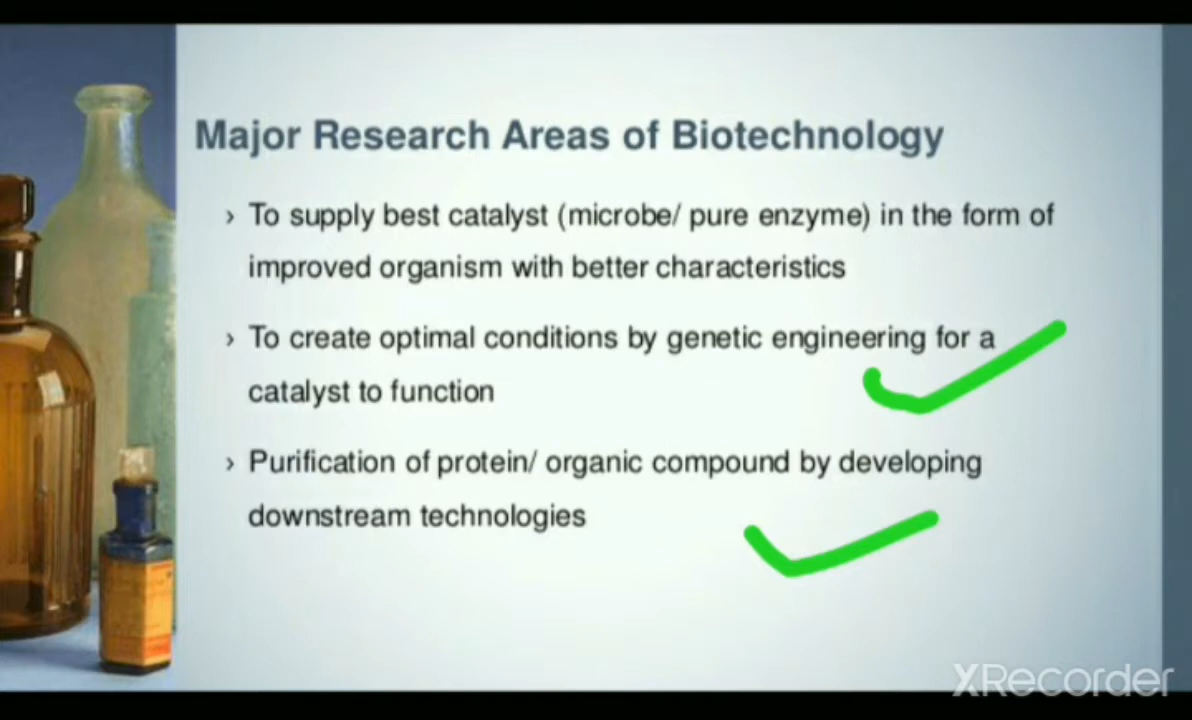 Major Research Areas of Biotechnology
› To supply best catalyst (microbe/ pure enzyme) in the form of
improved organism with better characteristics
› To create optimal conditions by genetic engineering for a
catalyst to function
› Purification of protein/ organic compound by developing
downstream technologies
XRecorder